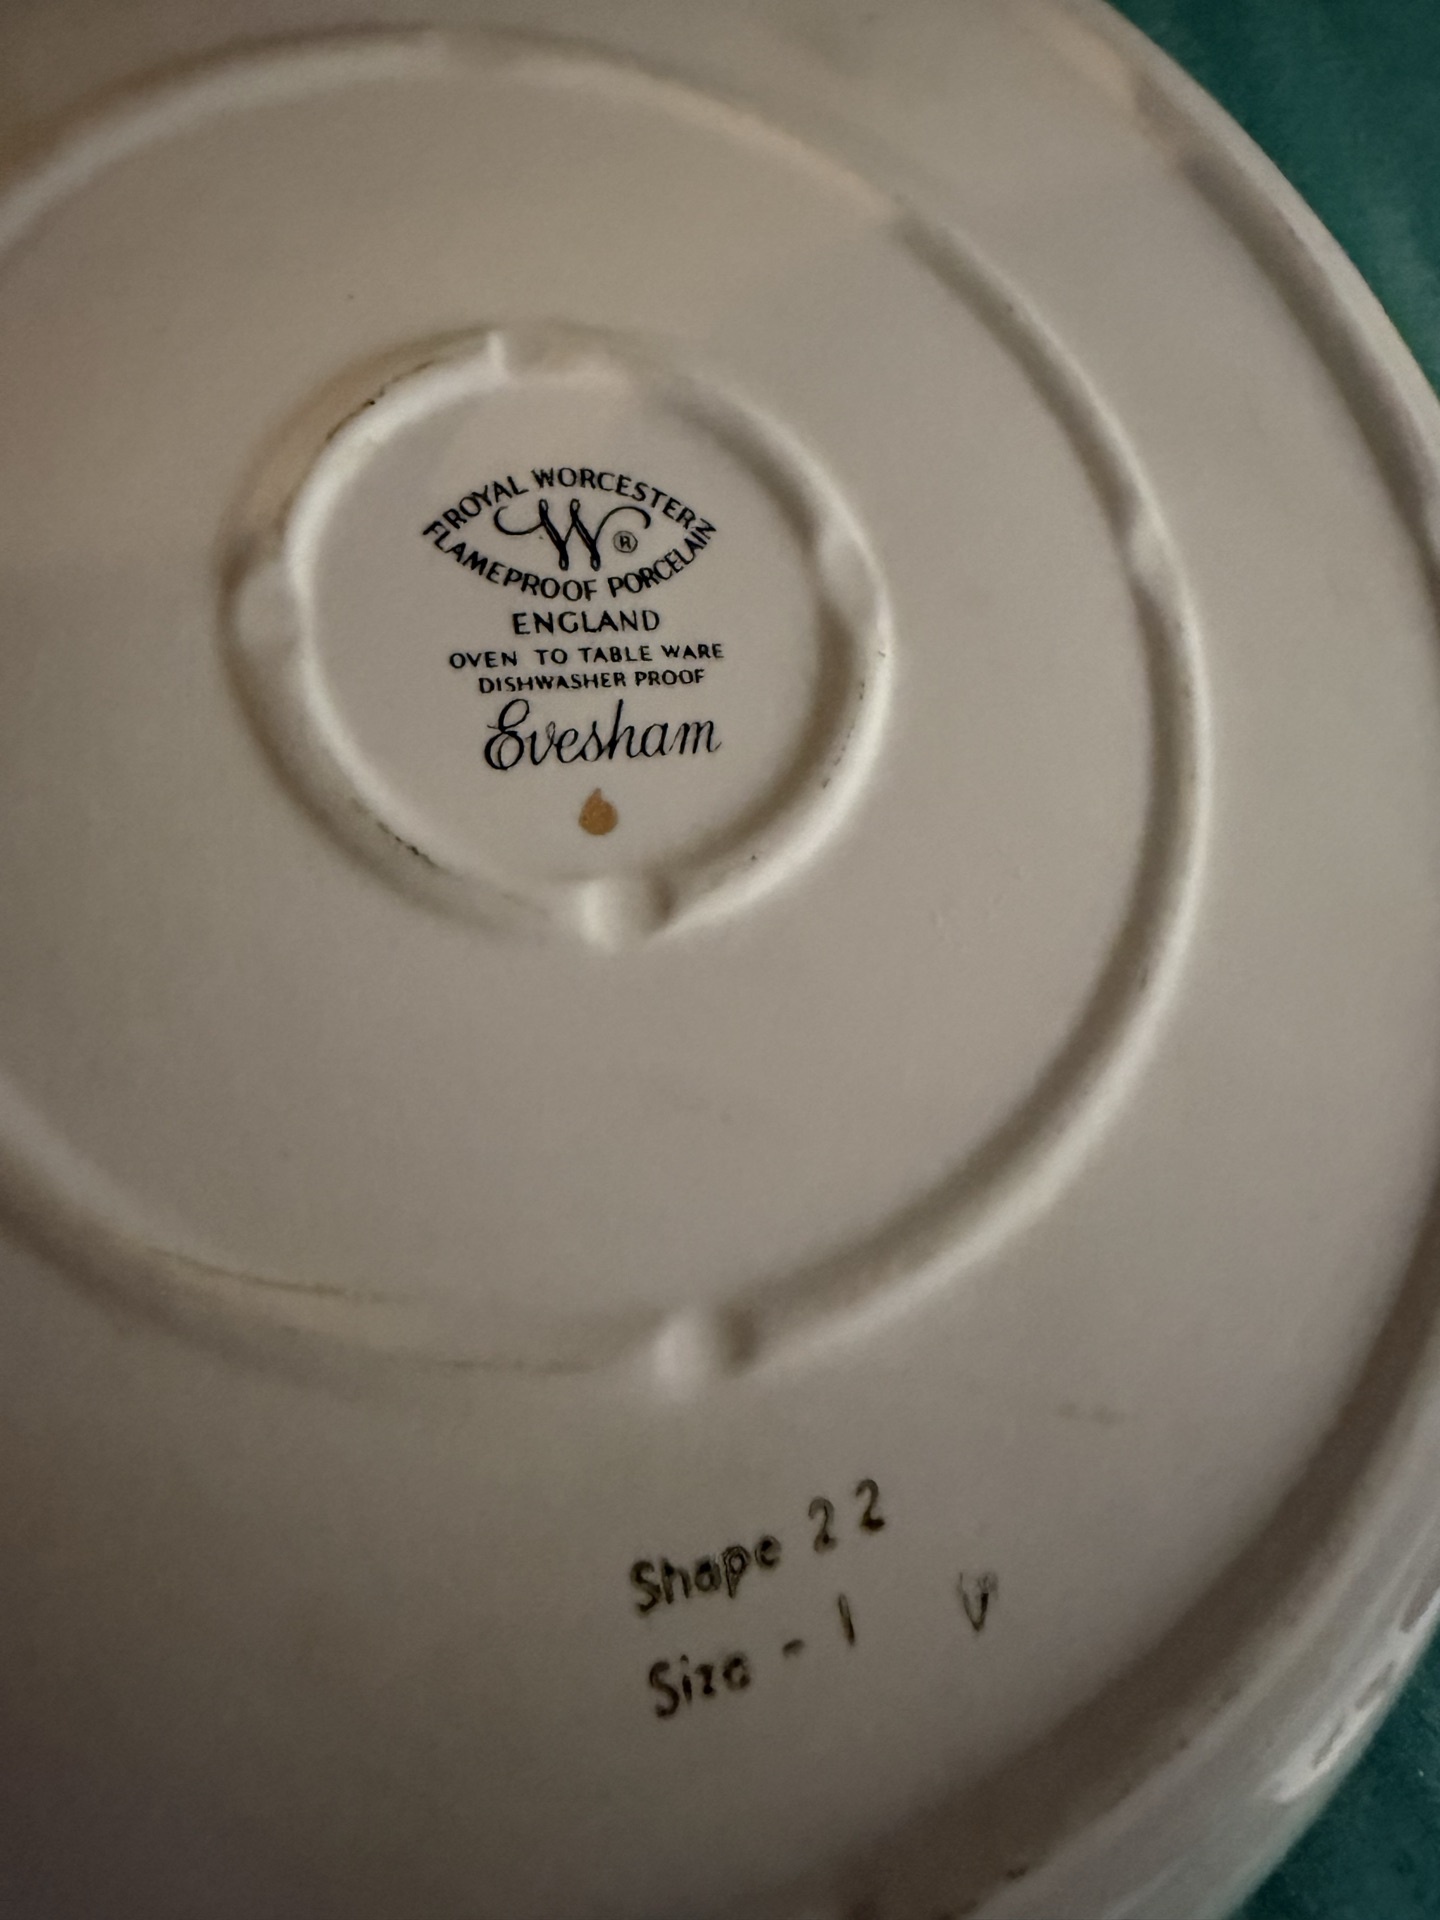 ROYAL WORCESTER
W ®
FLAMEPROOF PORCELAIN
ENGLAND
OVEN TO TABLE WARE
DISHWASHER PROOF
Evesham
Shape 22
Size - 1 V